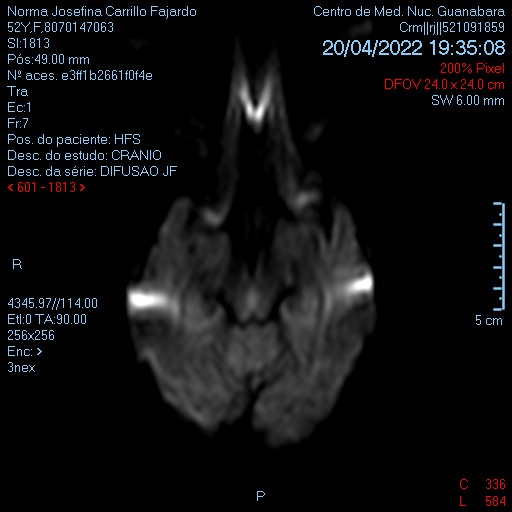 Norma Josefina Carrillo Fajardo
52Y,F,8070147063
Sl:1813
Pós:49.00 mm
Nº aces. e3ff1b2661f0f4e
Tra
Ec:1
Fr:7
Pos. do paciente: HFS
Desc. do estudo: CRANIO
Desc. da série: DIFUSAO JF
< 601 - 1813 >
Centro de Med. Nuc. Guanabara
Crm||rj||521091859
20/04/2022 19:35:08
200% Pixel
DFOV 24.0 x 24.0 cm
SW 6.00 mm
R
4345.97//114.00
Etl:0 TA:90.00
256x256
Enc: >
3nex
5 cm
P
C 336
L 584